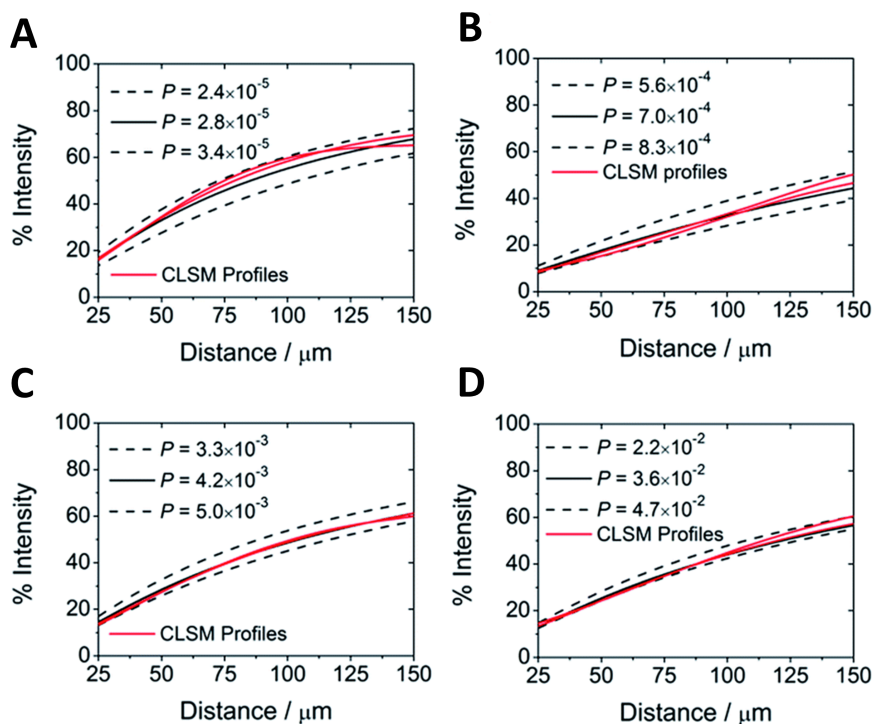 A
100
80
60
40
20
0
% Intensity
P = 2.4×10⁻⁵
P = 2.8×10⁻⁵
P = 3.4×10⁻⁵
CLSM Profiles
25 50 75 100 125 150
Distance / μm
B
100
80
60
40
20
0
% Intensity
P = 5.6×10⁻⁴
P = 7.0×10⁻⁴
P = 8.3×10⁻⁴
CLSM profiles
25 50 75 100 125 150
Distance / μm
C
100
80
60
40
20
0
% Intensity
P = 3.3×10⁻³
P = 4.2×10⁻³
P = 5.0×10⁻³
CLSM Profiles
25 50 75 100 125 150
Distance / μm
D
100
80
60
40
20
0
% Intensity
P = 2.2×10⁻²
P = 3.6×10⁻²
P = 4.7×10⁻²
CLSM Profiles
25 50 75 100 125 150
Distance / μm